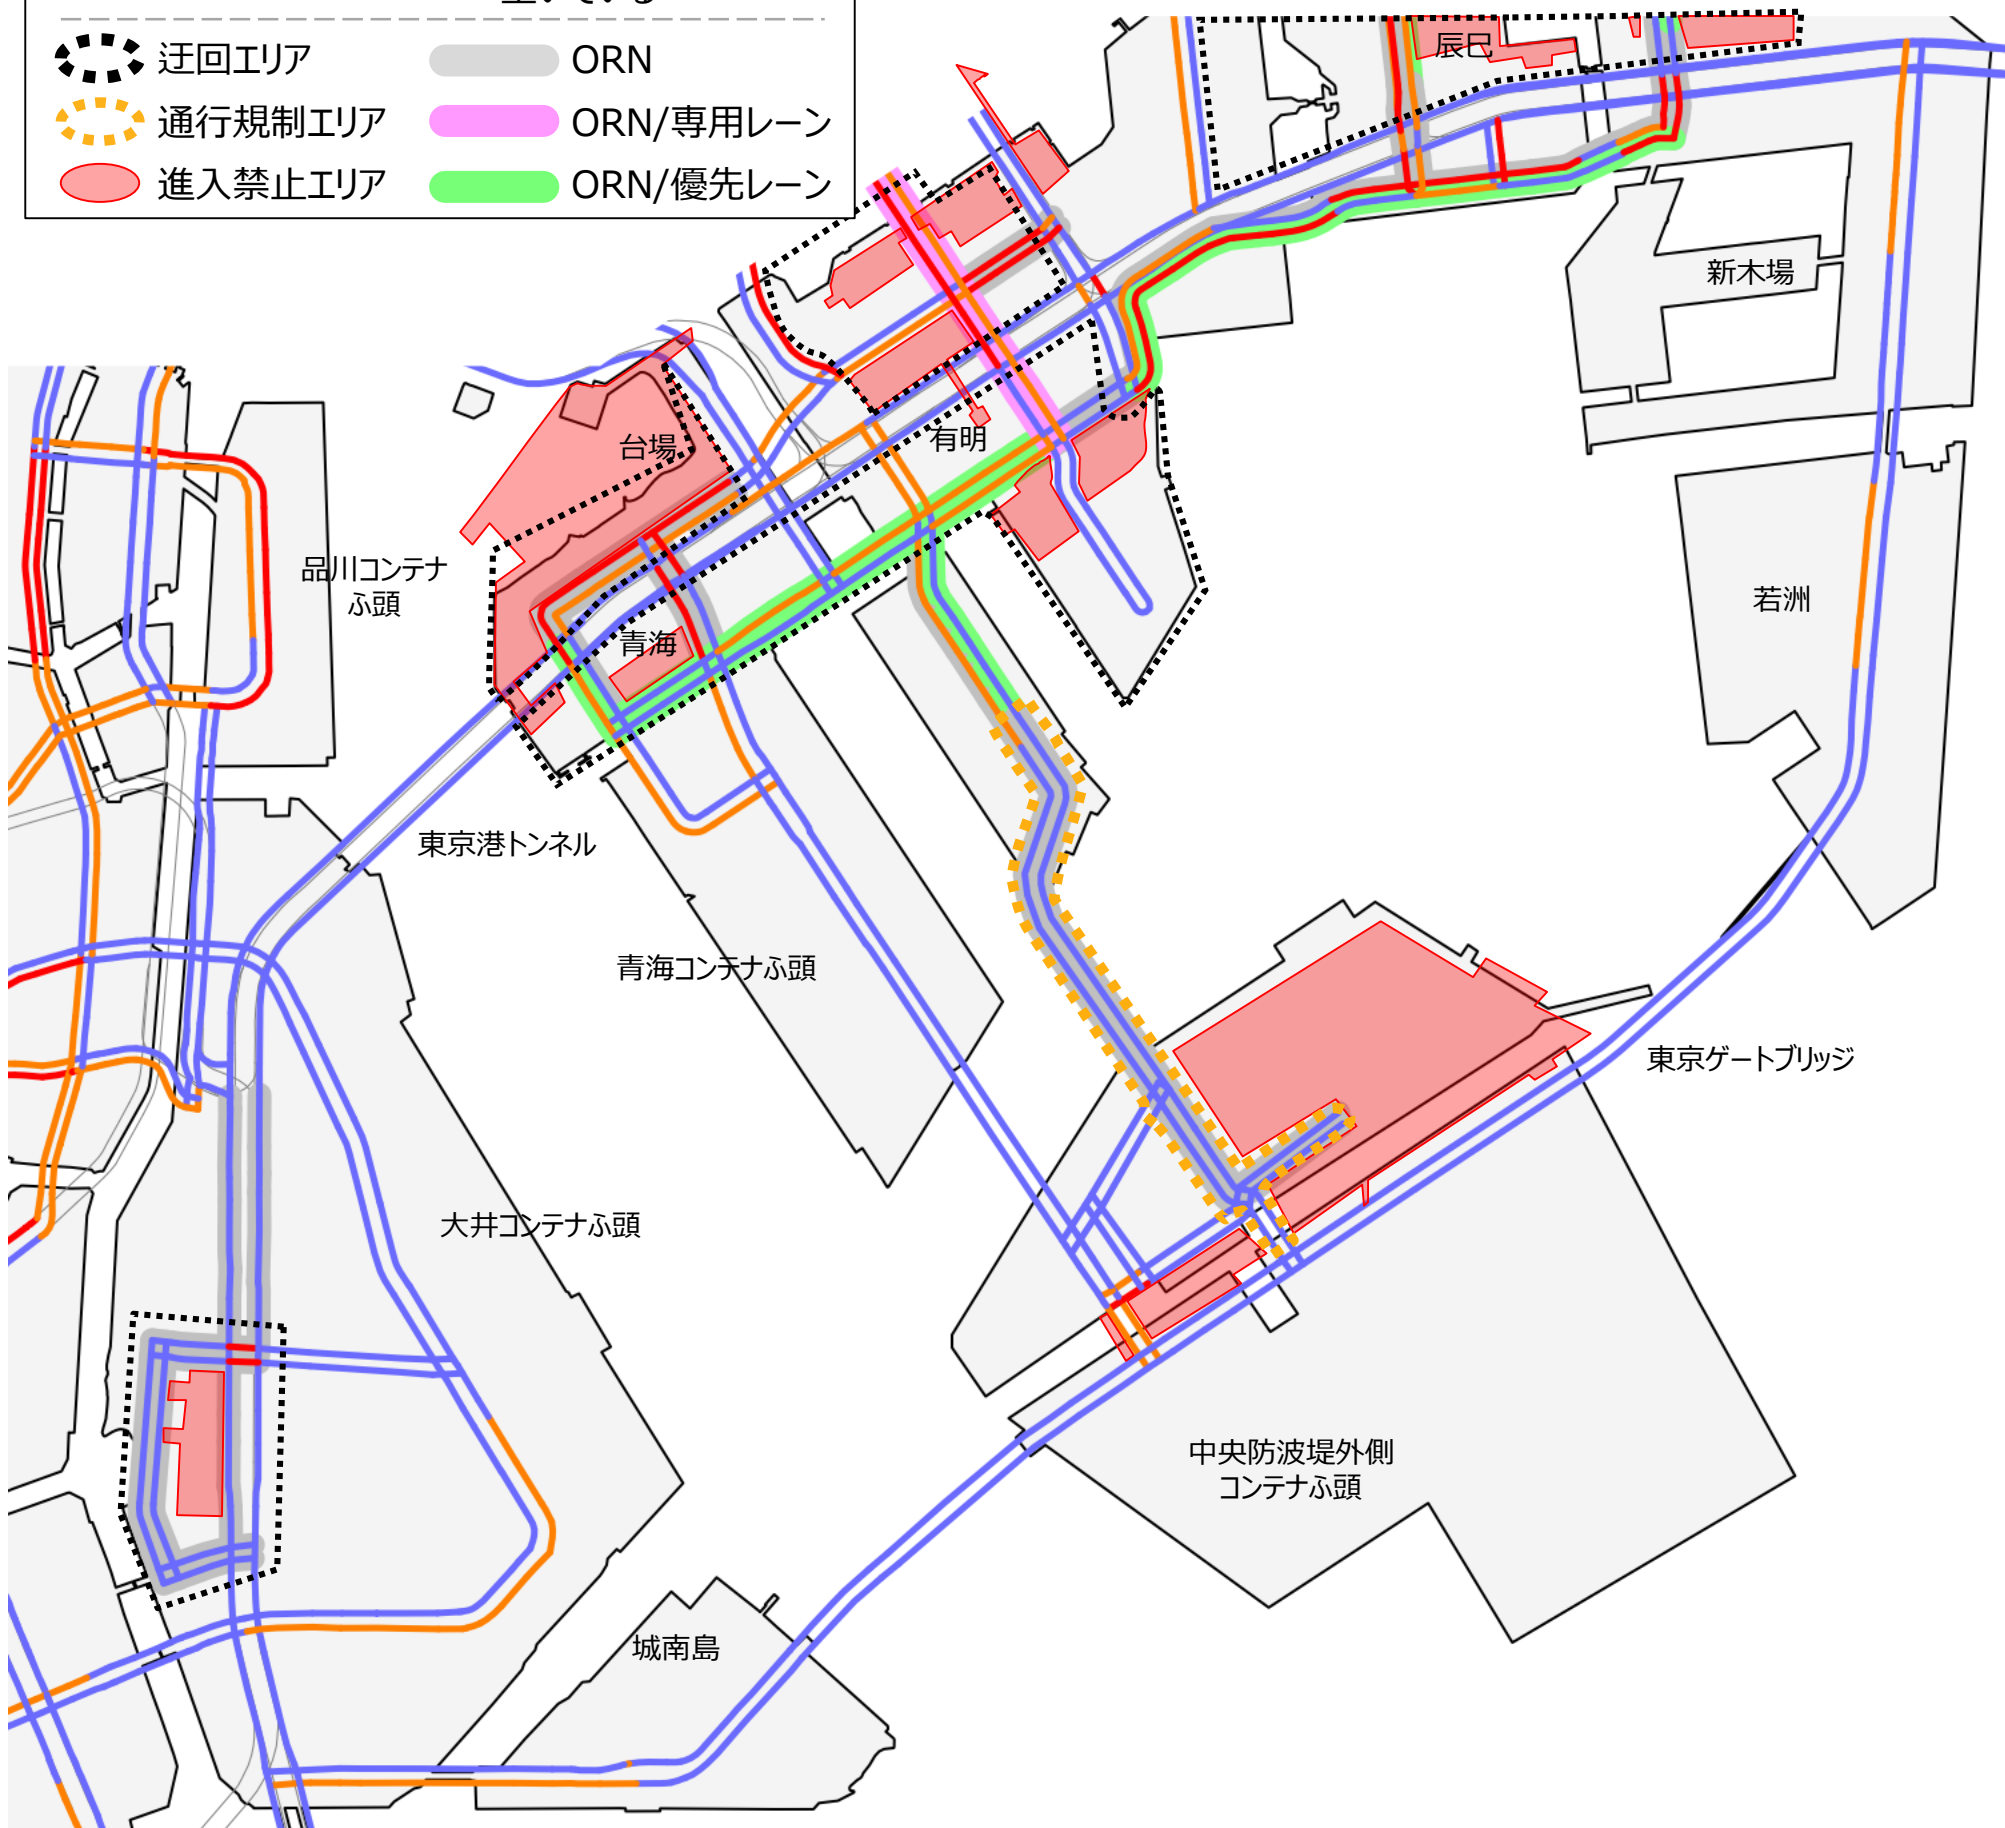 空いている
迂回エリア
ORN
通行規制エリア
ORN/専用レーン
進入禁止エリア
ORN/優先レーン
辰巳
新木場
有明
台場
品川コンテナ
ふ頭
若洲
青海
東京港トンネル
青海コンテナふ頭
東京ゲートブリッジ
大井コンテナふ頭
中央防波堤外側
コンテナふ頭
城南島